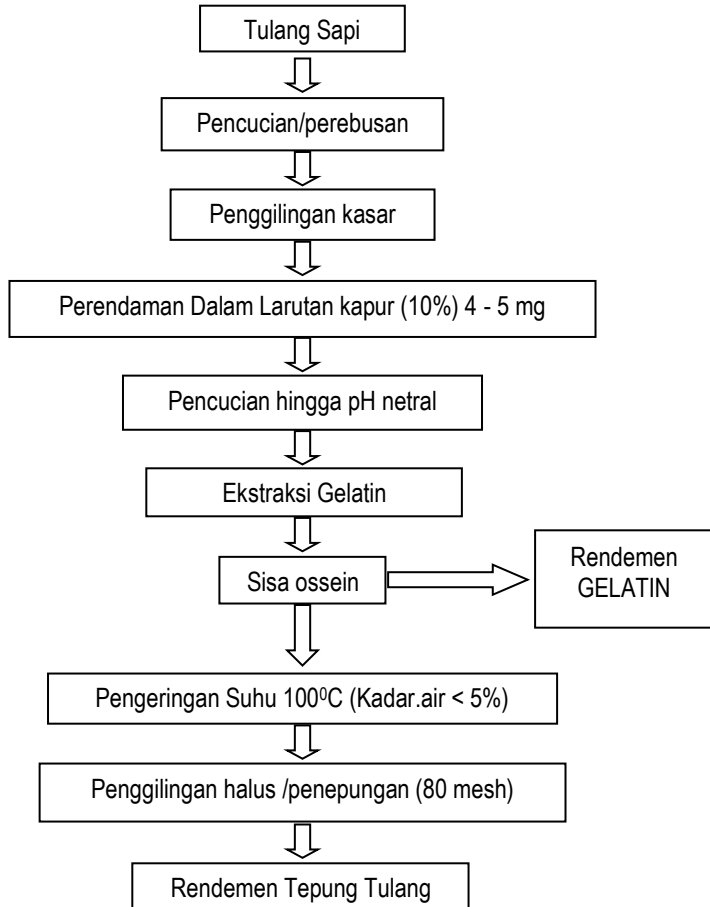 Tulang Sapi
Pencucian/perebusan
Penggilingan kasar
Perendaman Dalam Larutan kapur (10%) 4 - 5 mg
Pencucian hingga pH netral
Ekstraksi Gelatin
Sisa ossein
Rendemen
GELATIN
Pengeringan Suhu 100⁰C (Kadar.air < 5%)
Penggilingan halus /penepungan (80 mesh)
Rendemen Tepung Tulang